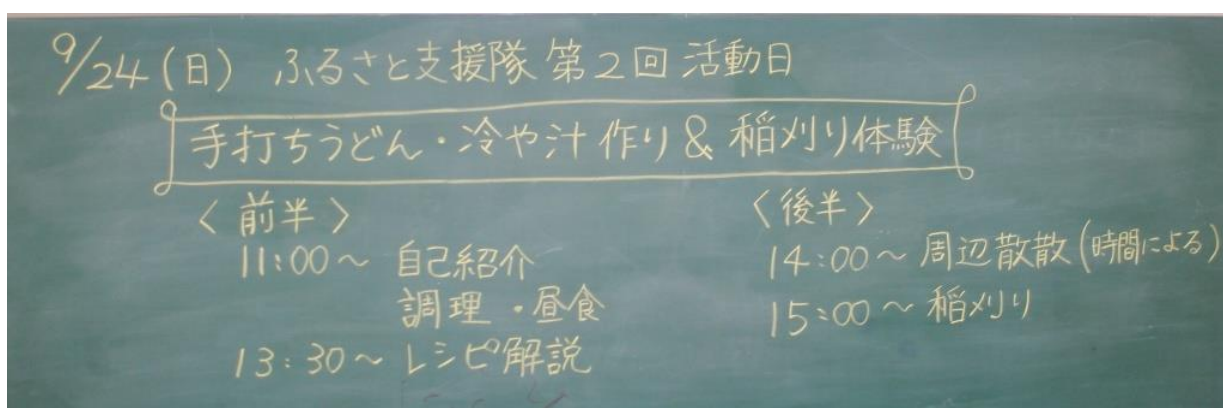 9/24(日) ふるさと支援隊 第2回 活動日
手打ちうどん・冷や汁作り&稲刈り体験
〈前半〉
11:00～ 自己紹介
調理・昼食
13:30～ レシピ解説
〈後半〉
14:00～ 周辺散散(時間による)
15:00～ 稲刈り